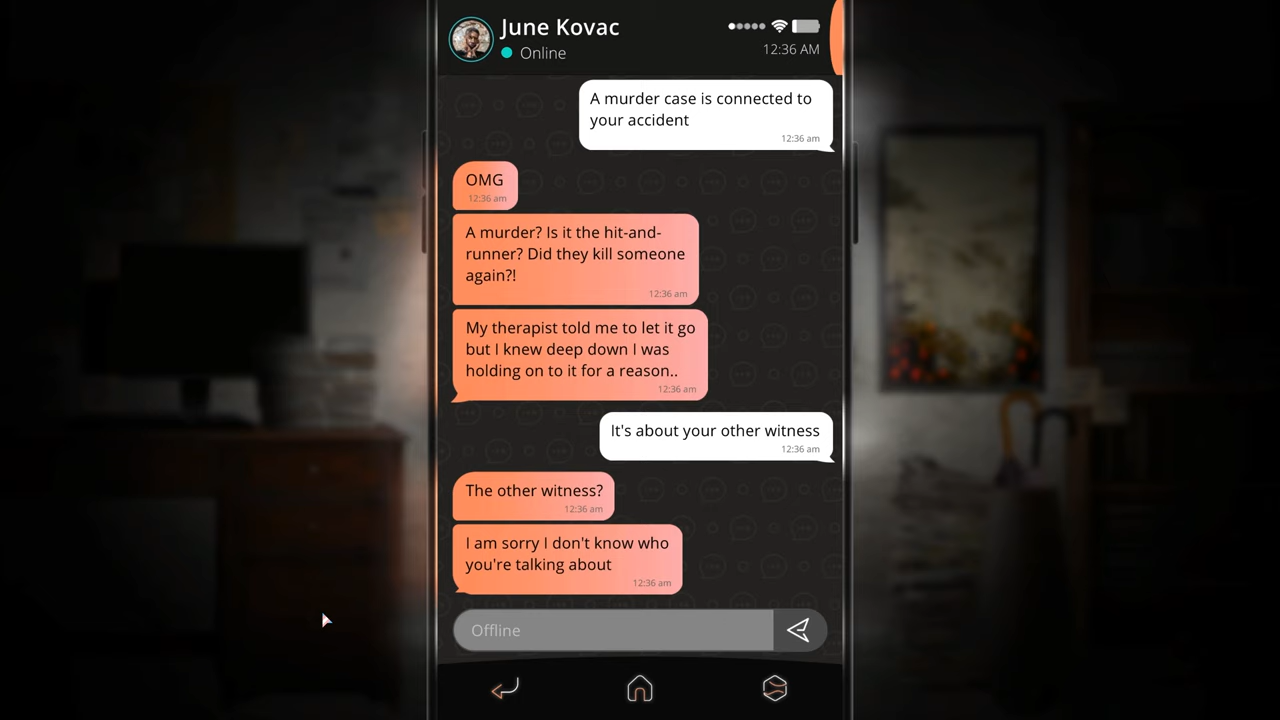 June Kovac
Online
12:36 AM
A murder case is connected to
your accident
12:36 am
OMG
12:36 am
A murder? Is it the hit-and-
runner? Did they kill someone
again?!
12:36 am
My therapist told me to let it go
but I knew deep down I was
holding on to it for a reason..
12:36 am
It's about your other witness
12:36 am
The other witness?
12:36 am
I am sorry I don't know who
you're talking about
12:36 am
Offline